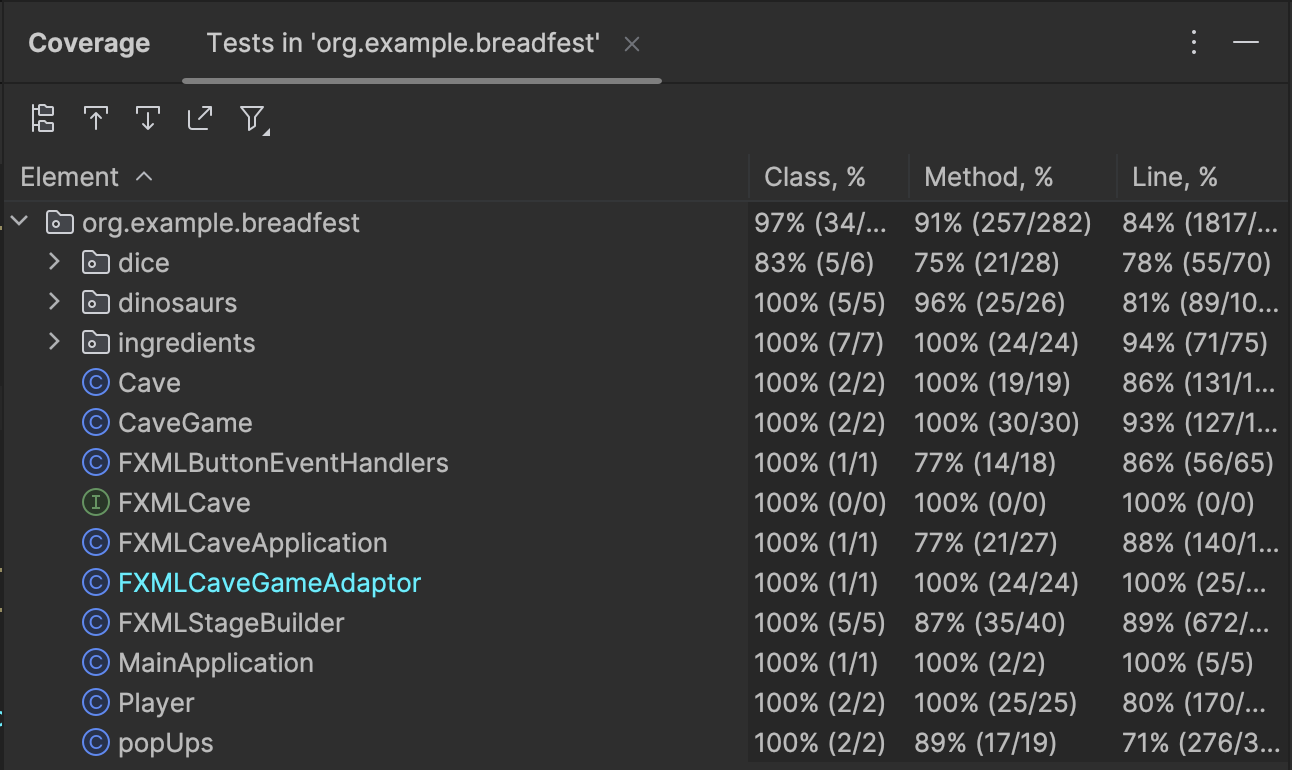 Coverage Tests in 'org.example.breadfest'
Element Class, % Method, % Line, %
org.example.breadfest 97% (34/... 91% (257/282) 84% (1817/...
dice 83% (5/6) 75% (21/28) 78% (55/70)
dinosaurs 100% (5/5) 96% (25/26) 81% (89/10...
ingredients 100% (7/7) 100% (24/24) 94% (71/75)
C Cave 100% (2/2) 100% (19/19) 86% (131/1...
C CaveGame 100% (2/2) 100% (30/30) 93% (127/1...
C FXMLButtonEventHandlers 100% (1/1) 77% (14/18) 86% (56/65)
I FXMLCave 100% (0/0) 100% (0/0) 100% (0/0)
C FXMLCaveApplication 100% (1/1) 77% (21/27) 88% (140/1...
C FXMLCaveGameAdaptor 100% (1/1) 100% (24/24) 100% (25/...
C FXMLStageBuilder 100% (5/5) 87% (35/40) 89% (672/...
C MainApplication 100% (1/1) 100% (2/2) 100% (5/5)
C Player 100% (2/2) 100% (25/25) 80% (170/...
C popUps 100% (2/2) 89% (17/19) 71% (276/3...